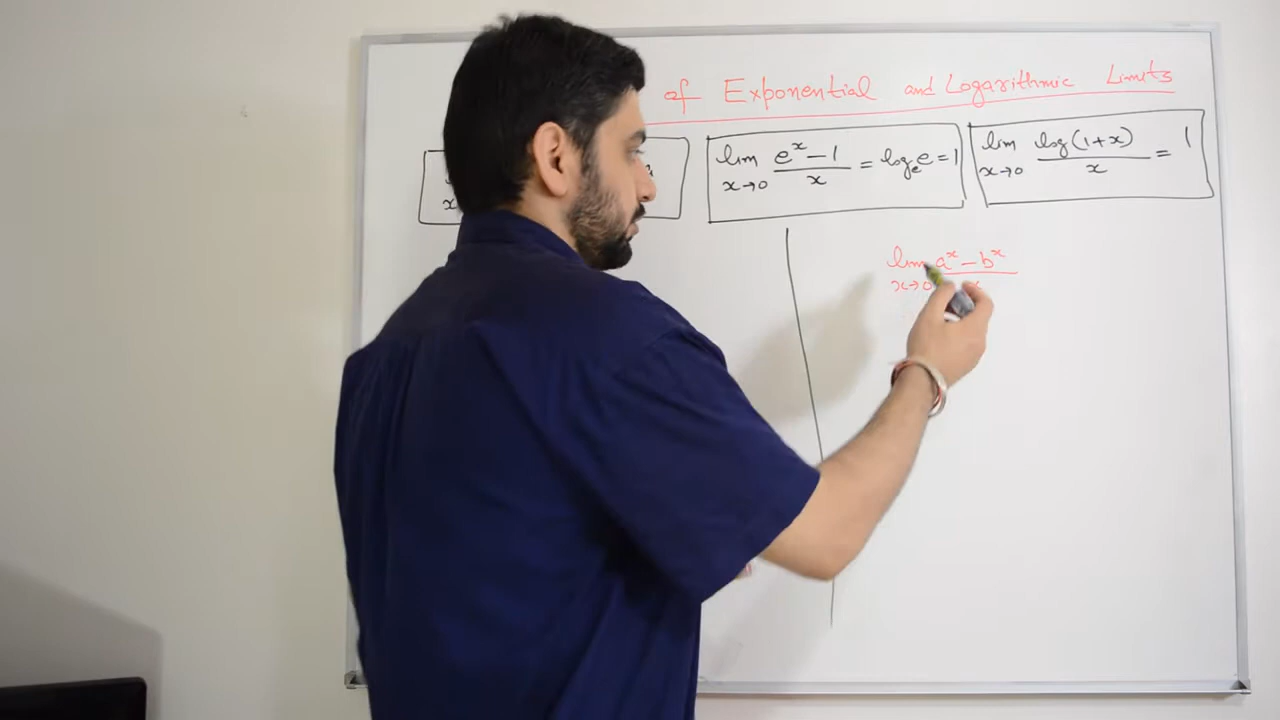 of Exponential and Logarithmic Limits
lim x→0 (e^x − 1)/x = log_e e = 1
lim x→0 log(1+x)/x = 1
x
lim x→0 (a^x − b^x)/x